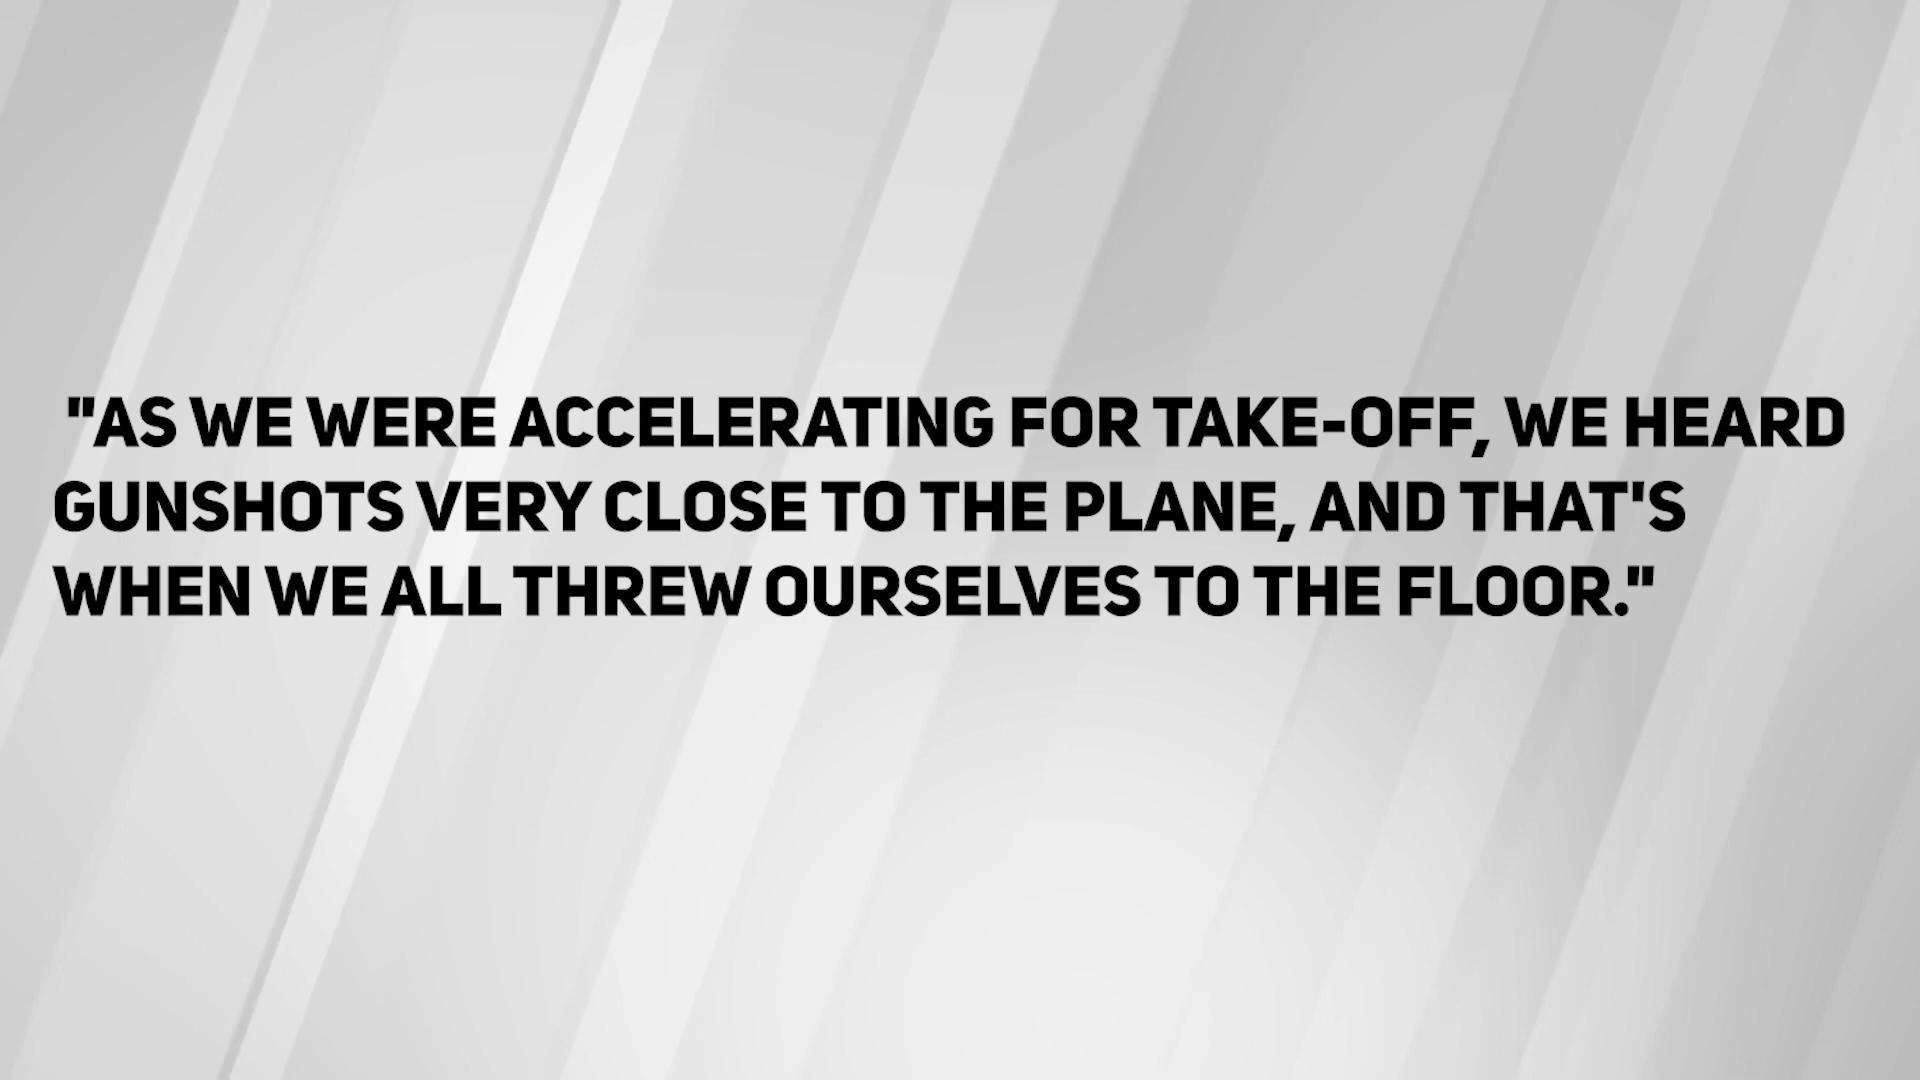 "AS WE WERE ACCELERATING FOR TAKE-OFF, WE HEARD
GUNSHOTS VERY CLOSE TO THE PLANE, AND THAT'S
WHEN WE ALL THREW OURSELVES TO THE FLOOR."